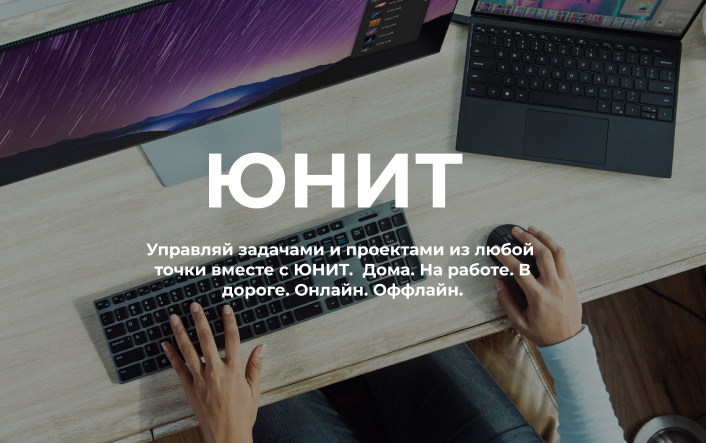 ЮНИТ
Управляй задачами и проектами из любой
точки вместе с ЮНИТ.  Дома. На работе. В
дороге. Онлайн. Оффлайн.